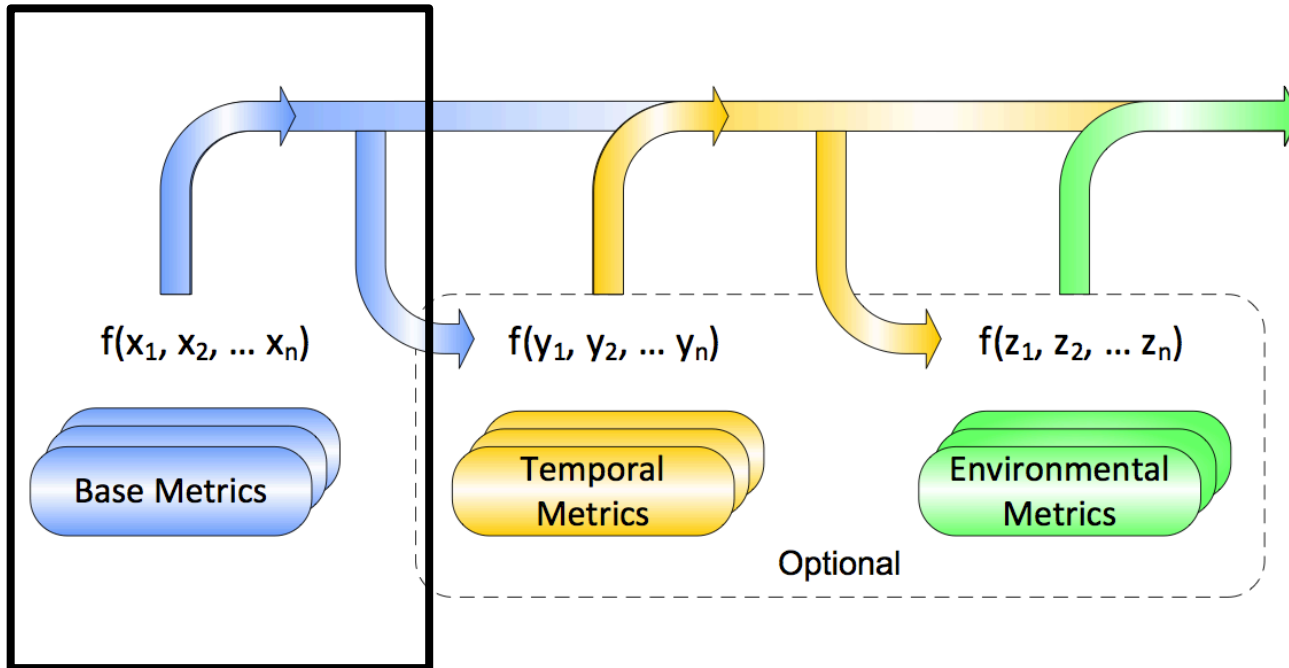 f(x₁, x₂, ... xₙ)
f(y₁, y₂, ... yₙ)
f(z₁, z₂, ... zₙ)
Base Metrics
Temporal
Metrics
Environmental
Metrics
Optional